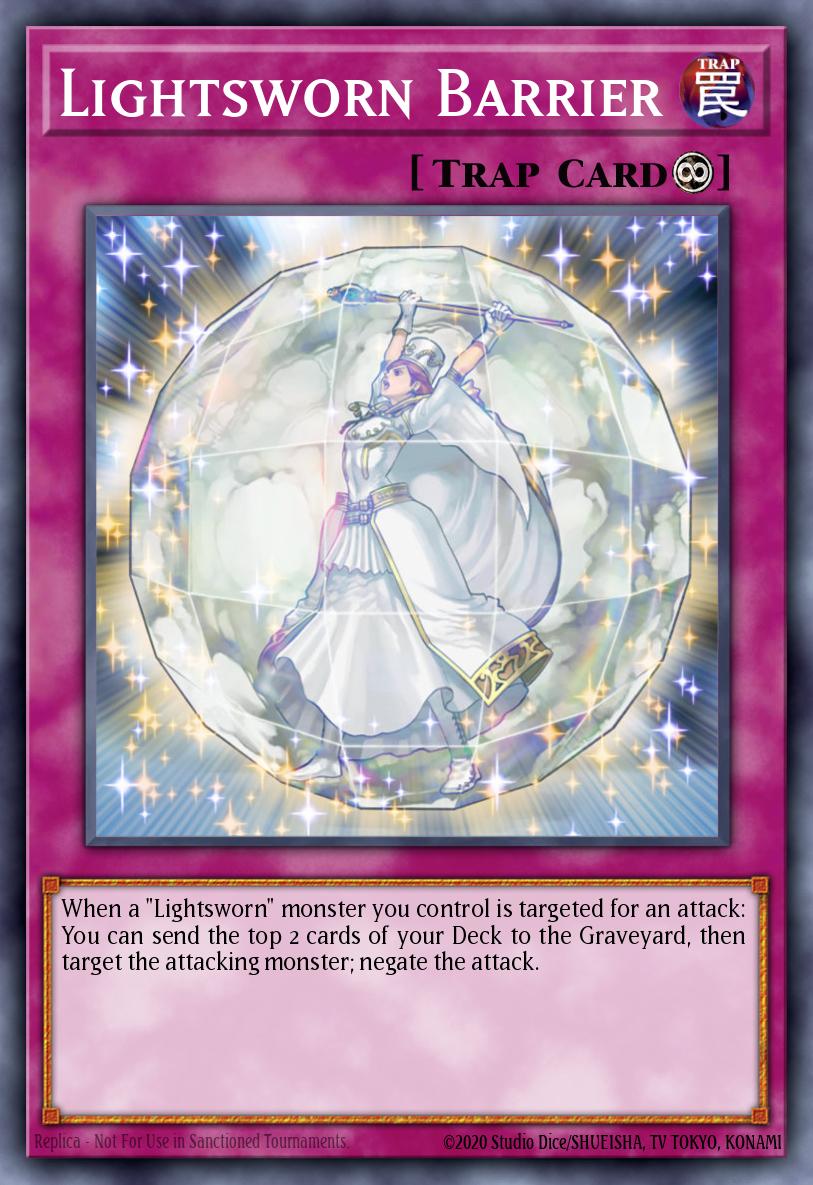 Lightsworn Barrier
TRAP
罠
[ Trap Card ∞ ]
When a "Lightsworn" monster you control is targeted for an attack:
You can send the top 2 cards of your Deck to the Graveyard, then
target the attacking monster; negate the attack.
Replica - Not For Use in Sanctioned Tournaments.
©2020 Studio Dice/SHUEISHA, TV TOKYO, KONAMI